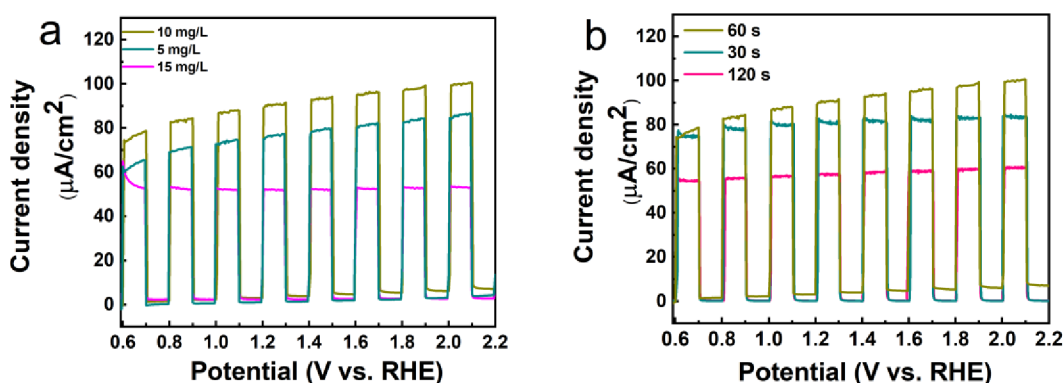 a
10 mg/L
5 mg/L
15 mg/L
120
100
80
60
40
20
0
Current density
(μA/cm²)
0.6 0.8 1.0 1.2 1.4 1.6 1.8 2.0 2.2
Potential (V vs. RHE)
b
60 s
30 s
120 s
120
100
80
60
40
20
0
Current density
(μA/cm²)
0.6 0.8 1.0 1.2 1.4 1.6 1.8 2.0 2.2
Potential (V vs. RHE)